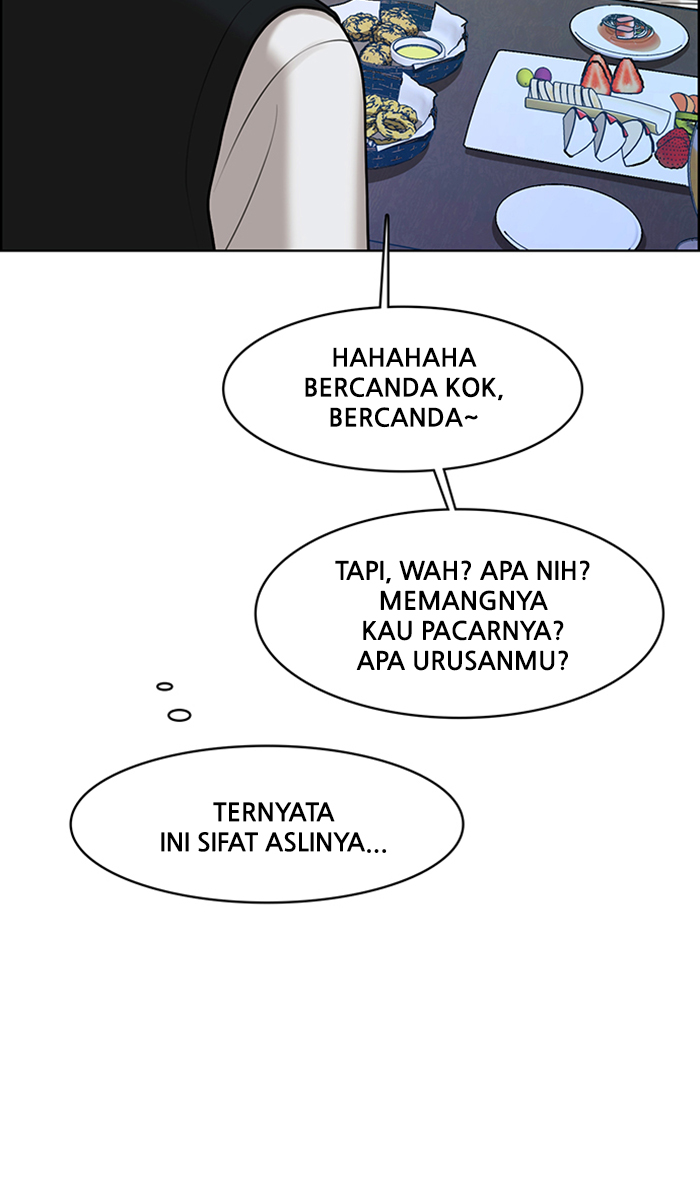 HAHAHAHA
BERCANDA KOK,
BERCANDA~
TAPI, WAH? APA NIH?
MEMANGNYA
KAU PACARNYA?
APA URUSANMU?
TERNYATA
INI SIFAT ASLINYA...